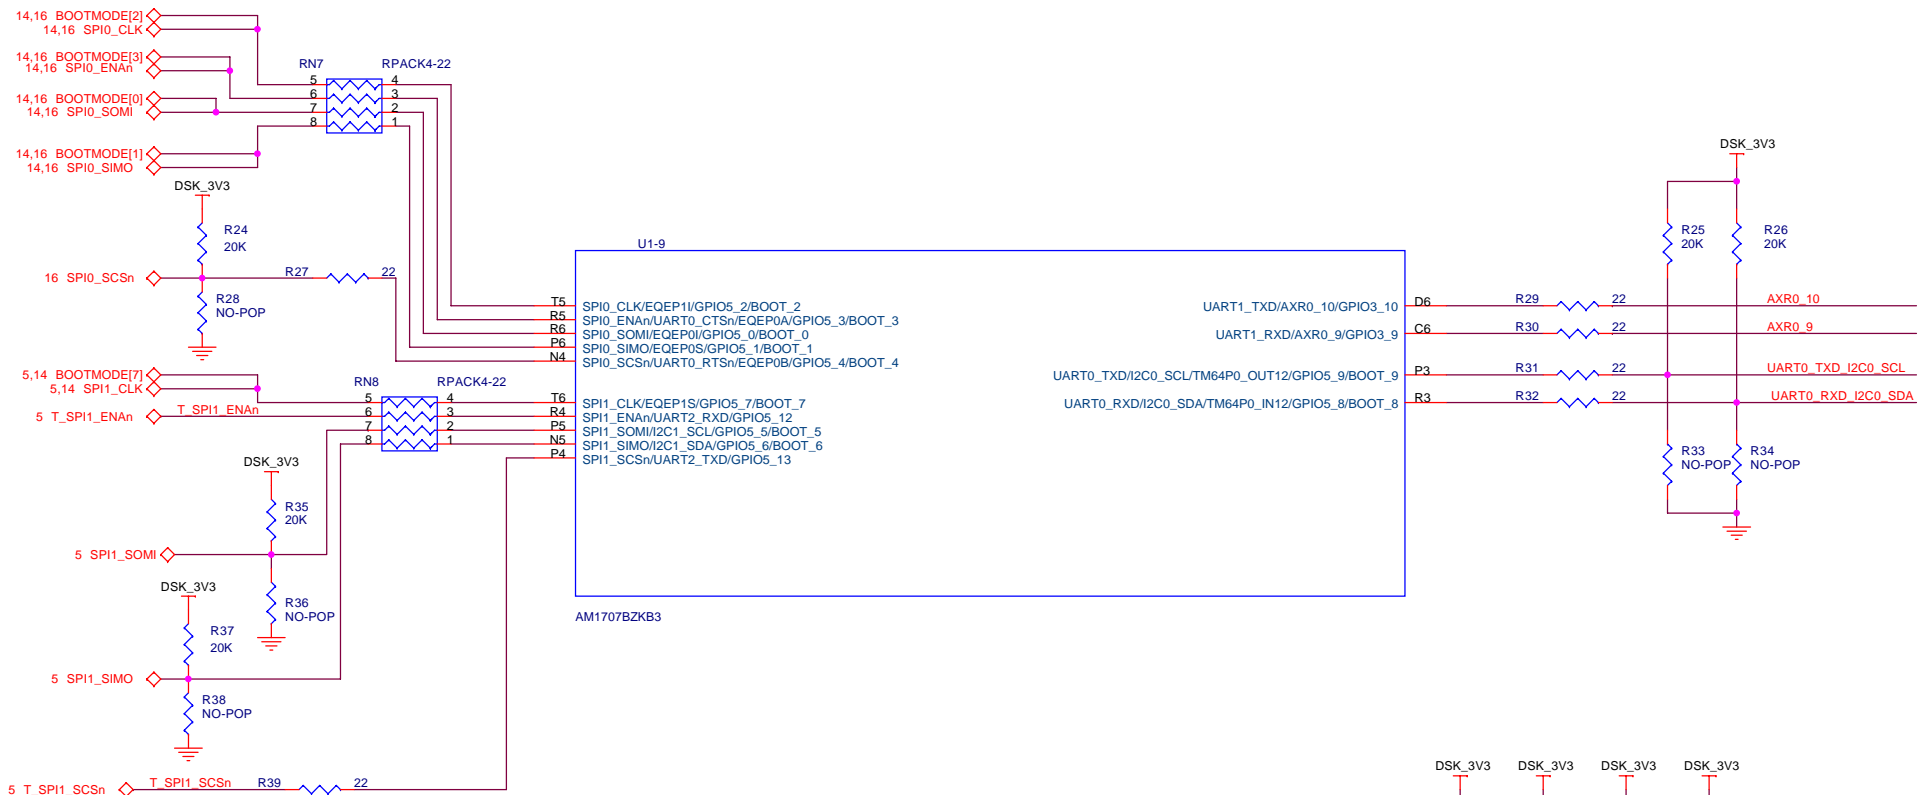 14,16 BOOTMODE[2]
14,16 SPI0_CLK
14,16 BOOTMODE[3]
14,16 SPI0_ENAn
RN7
RPACK4-22
5
4
6
3
14,16 BOOTMODE[0]
7
2
14,16 SPI0_SOMI
8
1
14,16 BOOTMODE[1]
14,16 SPI0_SIMO
DSK_3V3
R24
20K
16 SPI0_SCSn
R27
22
R28
NO-POP
DSK_3V3
R25
20K
R26
20K
U1-9
T5
SPI0_CLK/EQEP1I/GPIO5_2/BOOT_2
R5
SPI0_ENAn/UART0_CTSn/EQEP0A/GPIO5_3/BOOT_3
R6
SPI0_SOMI/EQEP0I/GPIO5_0/BOOT_0
P6
SPI0_SIMO/EQEP0S/GPIO5_1/BOOT_1
N4
SPI0_SCSn/UART0_RTSn/EQEP0B/GPIO5_4/BOOT_4
UART1_TXD/AXR0_10/GPIO3_10
D6
R29
22
AXR0_10
UART1_RXD/AXR0_9/GPIO3_9
C6
R30
22
AXR0_9
UART0_TXD/I2C0_SCL/TM64P0_OUT12/GPIO5_9/BOOT_9
P3
R31
22
UART0_TXD_I2C0_SCL
UART0_RXD/I2C0_SDA/TM64P0_IN12/GPIO5_8/BOOT_8
R3
R32
22
UART0_RXD_I2C0_SDA
5,14 BOOTMODE[7]
5,14 SPI1_CLK
RN8
RPACK4-22
5
4
T6
SPI1_CLK/EQEP1S/GPIO5_7/BOOT_7
5 T_SPI1_ENAn
T_SPI1_ENAn
6
3
R4
SPI1_ENAn/UART2_RXD/GPIO5_12
7
2
P5
SPI1_SOMI/I2C1_SCL/GPIO5_5/BOOT_5
8
1
N5
SPI1_SIMO/I2C1_SDA/GPIO5_6/BOOT_6
P4
SPI1_SCSn/UART2_TXD/GPIO5_13
R33
NO-POP
R34
NO-POP
DSK_3V3
R35
20K
5 SPI1_SOMI
R36
NO-POP
DSK_3V3
R37
20K
AM1707BZKB3
5 SPI1_SIMO
R38
NO-POP
5 T_SPI1_SCSn
T_SPI1_SCSn
R39
22
DSK_3V3
DSK_3V3
DSK_3V3
DSK_3V3